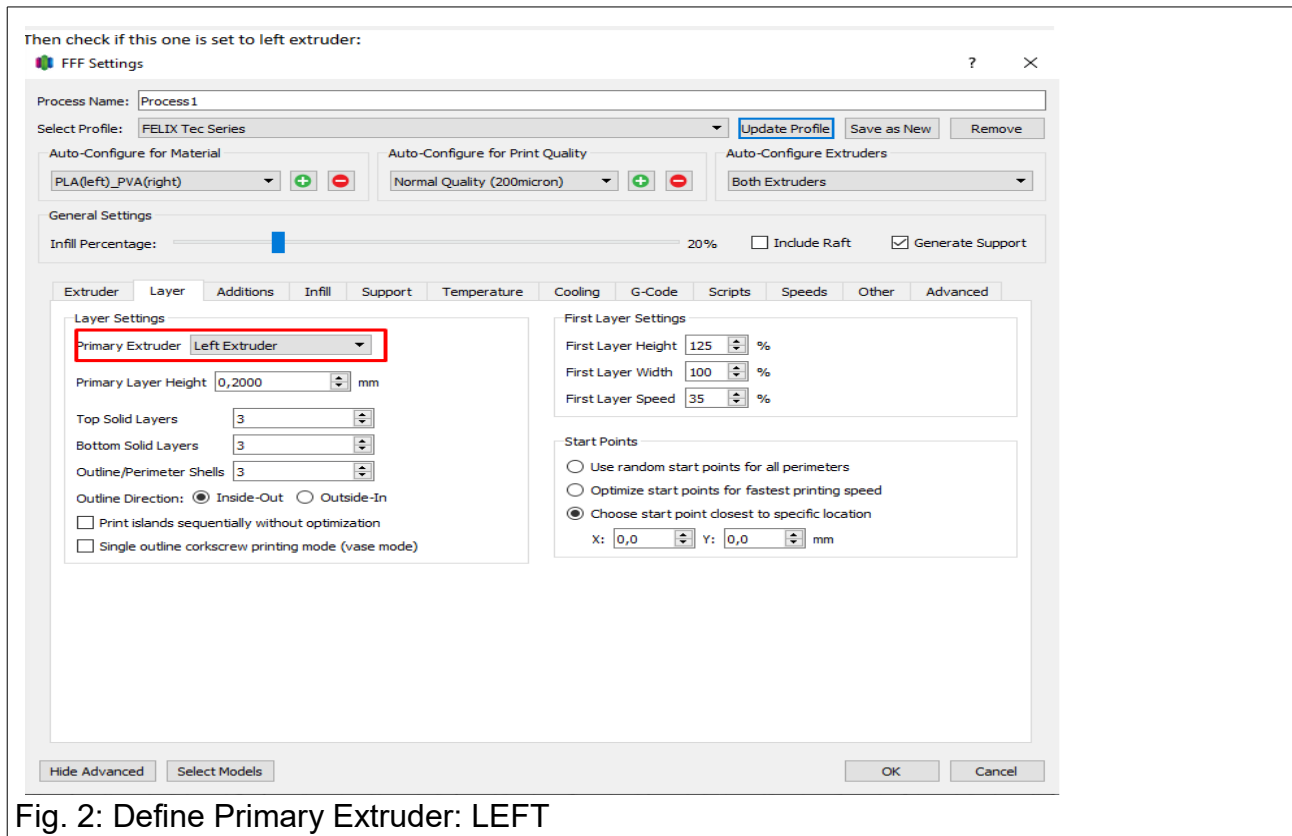 Then check if this one is set to left extruder:
FFF Settings ?
Process Name: Process1
Select Profile: FELIX Tec Series Update Profile Save as New Remove
Auto-Configure for Material Auto-Configure for Print Quality Auto-Configure Extruders
PLA(left)_PVA(right) Normal Quality (200micron) Both Extruders
General Settings
Infill Percentage: 20% Include Raft Generate Support
Extruder Layer Additions Infill Support Temperature Cooling G-Code Scripts Speeds Other Advanced
Layer Settings
Primary Extruder Left Extruder
Primary Layer Height 0,2000 mm
Top Solid Layers 3
Bottom Solid Layers 3
Outline/Perimeter Shells 3
Outline Direction: Inside-Out Outside-In
Print islands sequentially without optimization
Single outline corkscrew printing mode (vase mode)
First Layer Settings
First Layer Height 125 %
First Layer Width 100 %
First Layer Speed 35 %
Start Points
Use random start points for all perimeters
Optimize start points for fastest printing speed
Choose start point closest to specific location
X: 0,0 Y: 0,0 mm
Hide Advanced Select Models OK Cancel
Fig. 2: Define Primary Extruder: LEFT